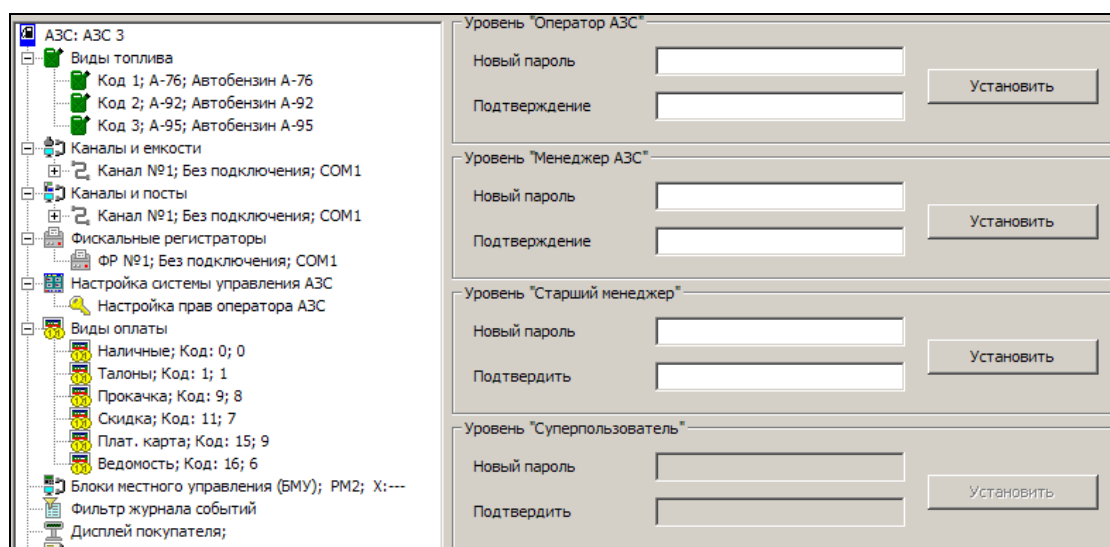 АЗС: АЗС 3
Виды топлива
Код 1; А-76; Автобензин А-76
Код 2; А-92; Автобензин А-92
Код 3; А-95; Автобензин А-95
Каналы и емкости
Канал №1; Без подключения; COM1
Каналы и посты
Канал №1; Без подключения; COM1
Фискальные регистраторы
ФР №1; Без подключения; COM1
Настройка системы управления АЗС
Настройка прав оператора АЗС
Виды оплаты
Наличные; Код: 0; 0
Талоны; Код: 1; 1
Прокачка; Код: 9; 8
Скидка; Код: 11; 7
Плат. карта; Код: 15; 9
Ведомость; Код: 16; 6
Блоки местного управления (БМУ); РМ2; X:---
Фильтр журнала событий
Дисплей покупателя;
Уровень "Оператор АЗС"
Новый пароль
Установить
Подтверждение
Уровень "Менеджер АЗС"
Новый пароль
Установить
Подтверждение
Уровень "Старший менеджер"
Новый пароль
Установить
Подтвердить
Уровень "Суперпользователь"
Новый пароль
Установить
Подтвердить